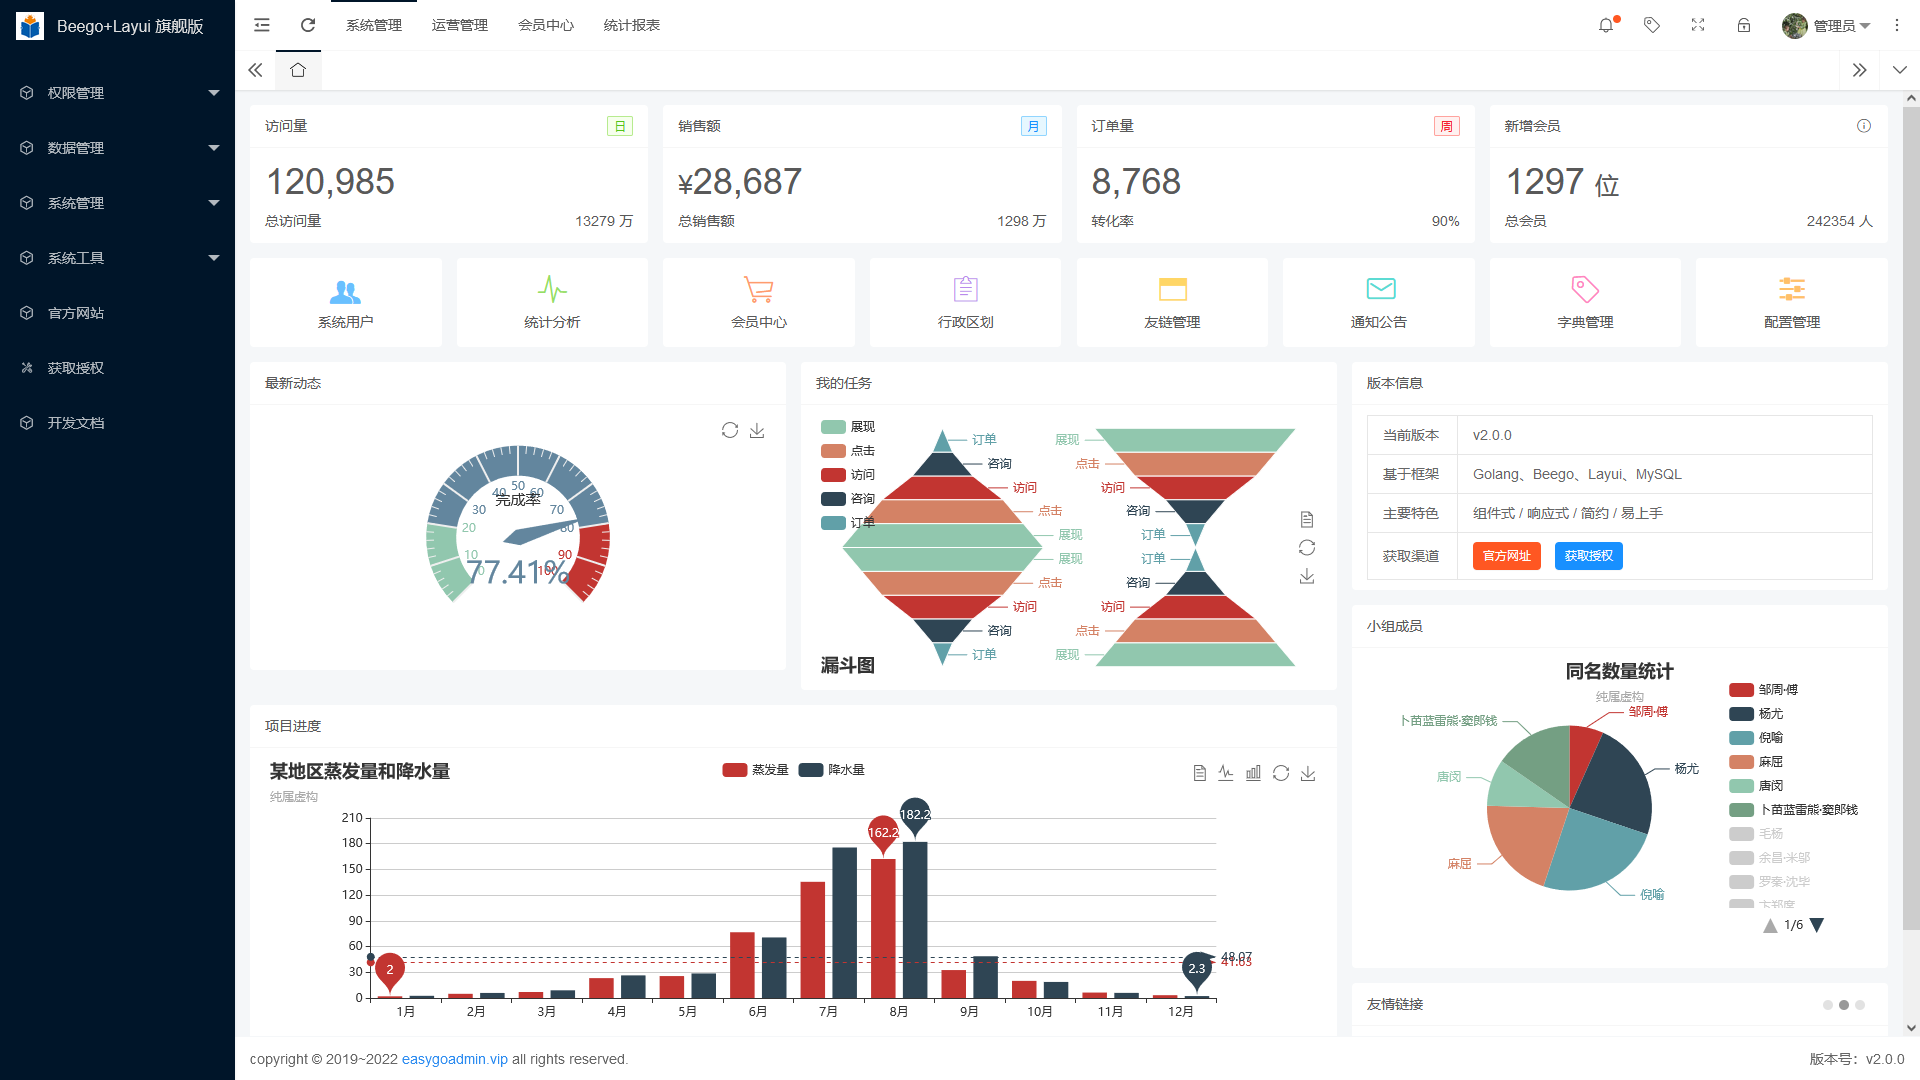 Beego+Layui 旗舰版
系统管理 运营管理 会员中心 统计报表
管理员
权限管理
数据管理
系统管理
系统工具
官方网站
获取授权
开发文档
访问量 日
120,985
总访问量 13279 万
销售额 月
¥28,687
总销售额 1298 万
订单量 周
8,768
转化率 90%
新增会员
1297 位
总会员 242354 人
系统用户
统计分析
会员中心
行政区划
友链管理
通知公告
字典管理
配置管理
最新动态
0
10
20
30
40
50
60
70
80
90
100
完成率
77.41%
我的任务
展现
点击
访问
咨询
订单
订单
咨询
访问
点击
展现
展现
点击
访问
咨询
订单
展现
点击
访问
咨询
订单
订单
咨询
访问
点击
展现
漏斗图
版本信息
当前版本 v2.0.0
基于框架 Golang、Beego、Layui、MySQL
主要特色 组件式 / 响应式 / 简约 / 易上手
获取渠道 官方网址 获取授权
小组成员
同名数量统计
纯属虚构
邹周·傅
杨尤
倪喻
麻屈
唐闵
卜苗蓝雷熊·窦郎钱
邹周·傅
杨尤
倪喻
麻屈
唐闵
卜苗蓝雷熊·窦郎钱
毛杨
余昌·米邬
罗秦·沈毕
1/6
项目进度
某地区蒸发量和降水量
纯属虚构
蒸发量 降水量
210
180
150
120
90
60
30
0
2
162.2
182.2
2.3
48.07
41.63
1月 2月 3月 4月 5月 6月 7月 8月 9月 10月 11月 12月
友情链接
copyright © 2019~2022 easygoadmin.vip all rights reserved.
版本号：v2.0.0